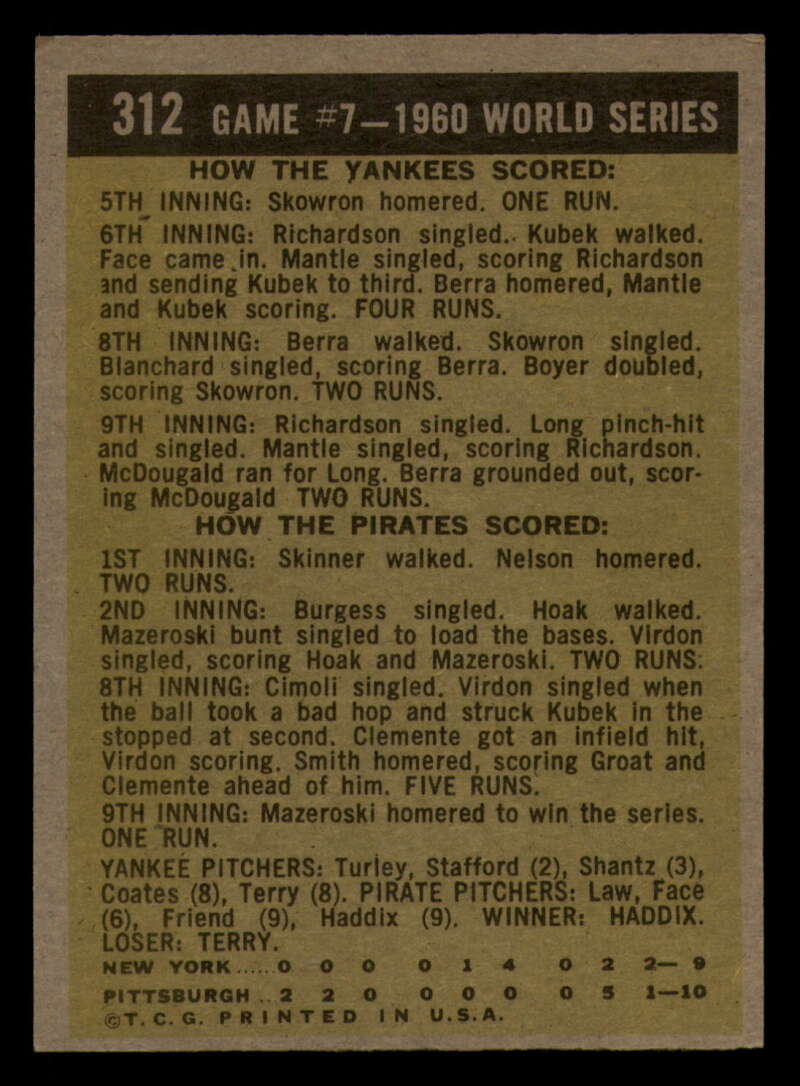 312 GAME #7—1960 WORLD SERIES
HOW THE YANKEES SCORED:
5TH INNING: Skowron homered. ONE RUN.
6TH INNING: Richardson singled. Kubek walked.
Face came in. Mantle singled, scoring Richardson
and sending Kubek to third. Berra homered, Mantle
and Kubek scoring. FOUR RUNS.
8TH INNING: Berra walked. Skowron singled.
Blanchard singled, scoring Berra. Boyer doubled,
scoring Skowron. TWO RUNS.
9TH INNING: Richardson singled. Long pinch-hit
and singled. Mantle singled, scoring Richardson.
McDougald ran for Long. Berra grounded out, scor-
ing McDougald TWO RUNS.
HOW THE PIRATES SCORED:
1ST INNING: Skinner walked. Nelson homered.
TWO RUNS.
2ND INNING: Burgess singled. Hoak walked.
Mazeroski bunt singled to load the bases. Virdon
singled, scoring Hoak and Mazeroski. TWO RUNS.
8TH INNING: Cimoli singled. Virdon singled when
the ball took a bad hop and struck Kubek in the
stopped at second. Clemente got an infield hit,
Virdon scoring. Smith homered, scoring Groat and
Clemente ahead of him. FIVE RUNS.
9TH INNING: Mazeroski homered to win the series.
ONE RUN.
YANKEE PITCHERS: Turley, Stafford (2), Shantz (3),
Coates (8), Terry (8). PIRATE PITCHERS: Law, Face
(6), Friend (9), Haddix (9). WINNER: HADDIX.
LOSER: TERRY.
NEW YORK..... 0 0 0 0 1 4 0 2 2— 9
PITTSBURGH .. 2 2 0 0 0 0 0 5 1—10
©T. C. G. PRINTED IN U.S.A.